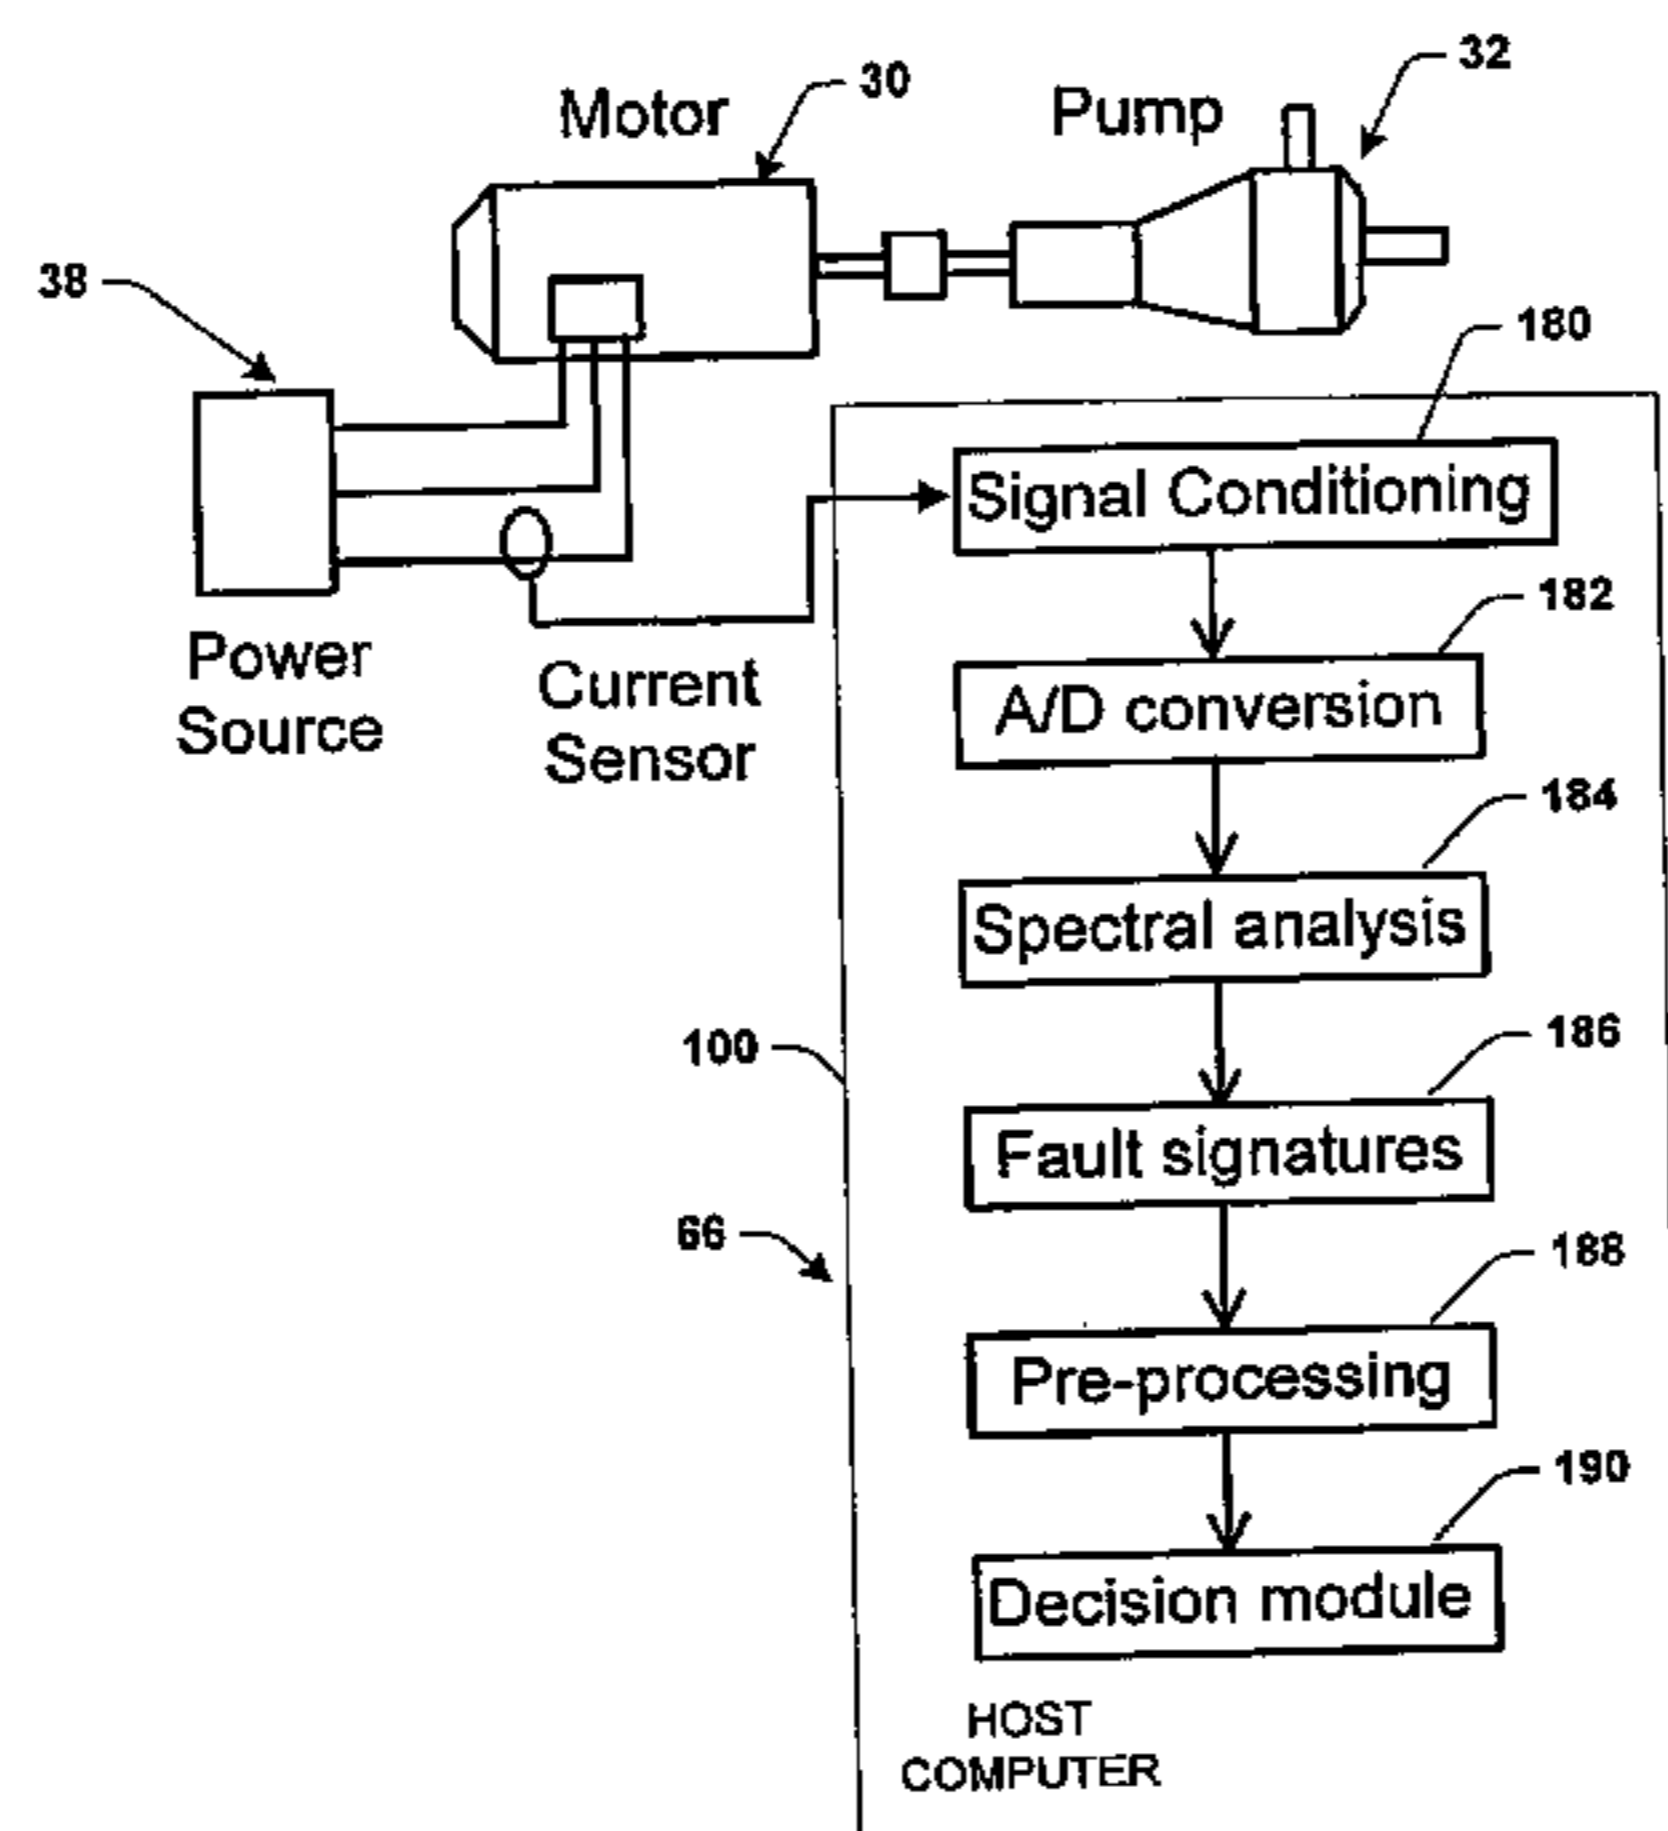 32
30
Motor
Pump
38
180
Signal Conditioning
182
Power
Source
Current
Sensor
A/D conversion
184
Spectral analysis
100
186
Fault signatures
66
188
Pre-processing
190
Decision module
HOST
COMPUTER